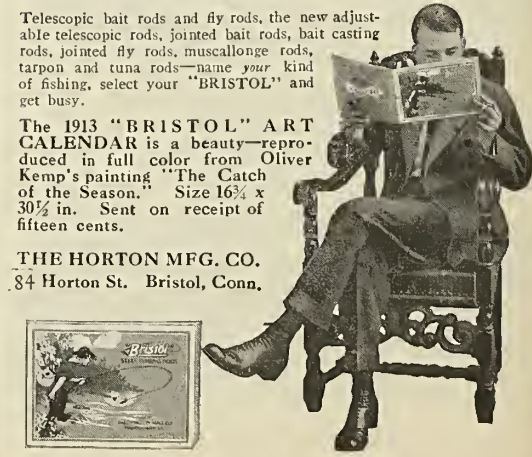 Telescopic bait rods and fly rods, the new adjust-
able telescopic rods, jointed bait rods, bait casting
rods, jointed fly rods, muscallonge rods,
tarpon and tuna rods—name your kind
of fishing, select your "BRISTOL" and
get busy.
The 1913 "BRISTOL" ART
CALENDAR is a beauty—repro-
duced in full color from Oliver
Kemp's painting "The Catch
of the Season." Size 16¾ x
30½ in. Sent on receipt of
fifteen cents.
THE HORTON MFG. CO.
84 Horton St. Bristol, Conn.
"Bristol"
STEEL FISHING RODS